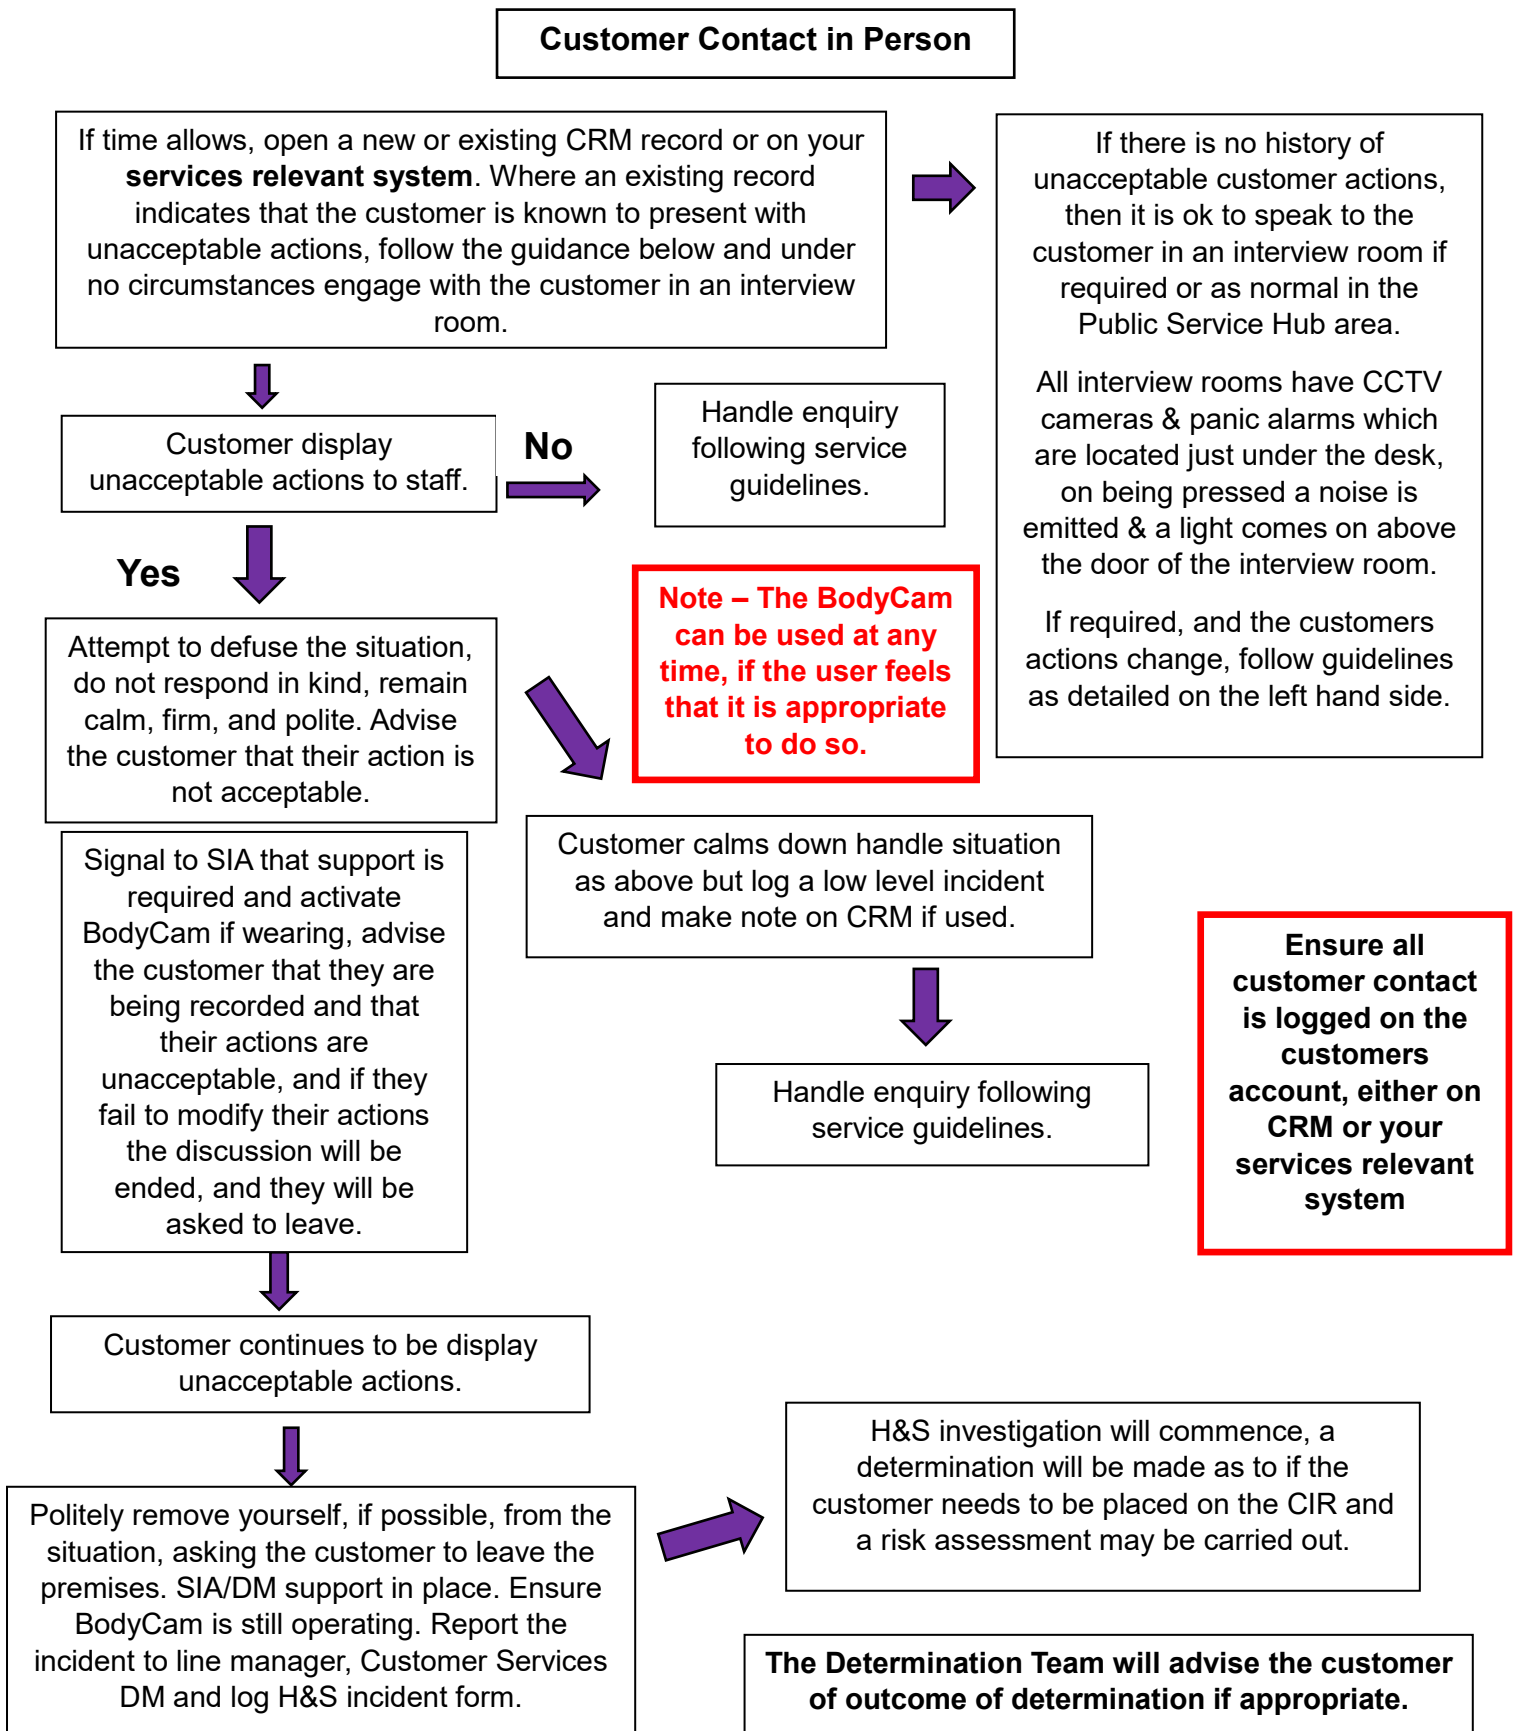 Customer Contact in Person
If time allows, open a new or existing CRM record or on your
services relevant system. Where an existing record
indicates that the customer is known to present with
unacceptable actions, follow the guidance below and under
no circumstances engage with the customer in an interview
room.
If there is no history of
unacceptable customer actions,
then it is ok to speak to the
customer in an interview room if
required or as normal in the
Public Service Hub area.
All interview rooms have CCTV
cameras & panic alarms which
are located just under the desk,
on being pressed a noise is
emitted & a light comes on above
the door of the interview room.
If required, and the customers
actions change, follow guidelines
as detailed on the left hand side.
Customer display
unacceptable actions to staff.
No
Handle enquiry
following service
guidelines.
Yes
Note – The BodyCam
can be used at any
time, if the user feels
that it is appropriate
to do so.
Attempt to defuse the situation,
do not respond in kind, remain
calm, firm, and polite. Advise
the customer that their action is
not acceptable.
Customer calms down handle situation
as above but log a low level incident
and make note on CRM if used.
Signal to SIA that support is
required and activate
BodyCam if wearing, advise
the customer that they are
being recorded and that
their actions are
unacceptable, and if they
fail to modify their actions
the discussion will be
ended, and they will be
asked to leave.
Ensure all
customer contact
is logged on the
customers
account, either on
CRM or your
services relevant
system
Handle enquiry following
service guidelines.
Customer continues to be display
unacceptable actions.
H&S investigation will commence, a
determination will be made as to if the
customer needs to be placed on the CIR and
a risk assessment may be carried out.
Politely remove yourself, if possible, from the
situation, asking the customer to leave the
premises. SIA/DM support in place. Ensure
BodyCam is still operating. Report the
incident to line manager, Customer Services
DM and log H&S incident form.
The Determination Team will advise the customer
of outcome of determination if appropriate.